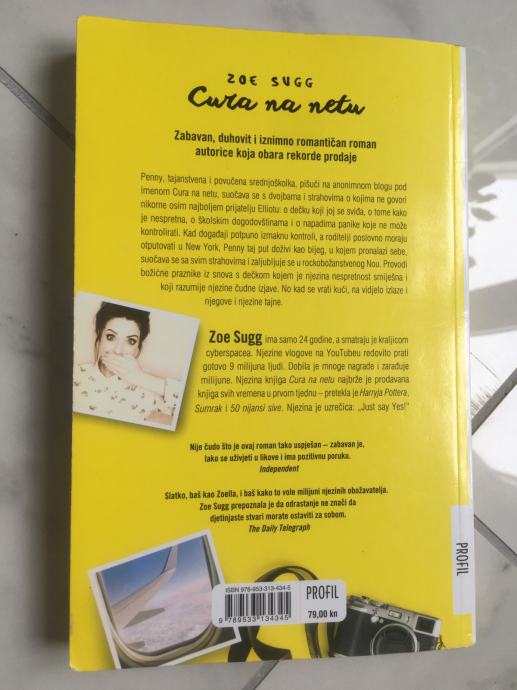 ZOE SUGG
Cura na netu
Zabavan, duhovit i iznimno romantičan roman
autorice koja obara rekorde prodaje
Penny, tajanstvena i povučena srednjoškolka, pišući na anonimnom blogu pod
imenom Cura na netu, suočava se s dvojbama i strahovima o kojima ne govori
nikome osim najboljem prijatelju Elliotu: o dečku koji joj se sviđa, o tome kako
je nespretna, o školskim dogodovštinama i o napadima panike koje ne može
kontrolirati. Kad događaji potpuno izmaknu kontroli, a roditelji poslovno moraju
otputovati u New York, Penny taj put doživi kao bijeg, u kojem pronalazi sebe,
suočava se sa svim strahovima i zaljubljuje se u rockobožanstvenog Nou. Provodi
božićne praznike iz snova s dečkom kojem je njezina nespretnost smiješna i
koji razumije njezine čudne izjave. No kad se vrati kući, na vidjelo izlaze i
njegove i njezine tajne.
Zoe Sugg ima samo 24 godine, a smatraju je kraljicom
cyberspacea. Njezine vlogove na YouTubeu redovito prati
gotovo 9 milijuna ljudi. Dobila je mnoge nagrade i zarađuje
milijune. Njezina knjiga Cura na netu najbrže je prodavana
knjiga svih vremena u prvom tjednu – pretekla je Harryja Pottera,
Sumrak i 50 nijansi sive. Njezina je uzrečica: „Just say Yes!"
Nije čudo što je ovaj roman tako uspješan – zabavan je,
lako se uživjeti u likove i ima pozitivnu poruku.
Independent
Slatko, baš kao Zoella, i baš kako to vole milijuni njezinih obožavatelja.
Zoe Sugg prepoznala je da odrastanje ne znači da
djetinjaste stvari morate ostaviti za sobom.
The Daily Telegraph
PROFIL
ISBN 978-953-313-434-5
9 789533 134345
PROFIL
79,00 kn